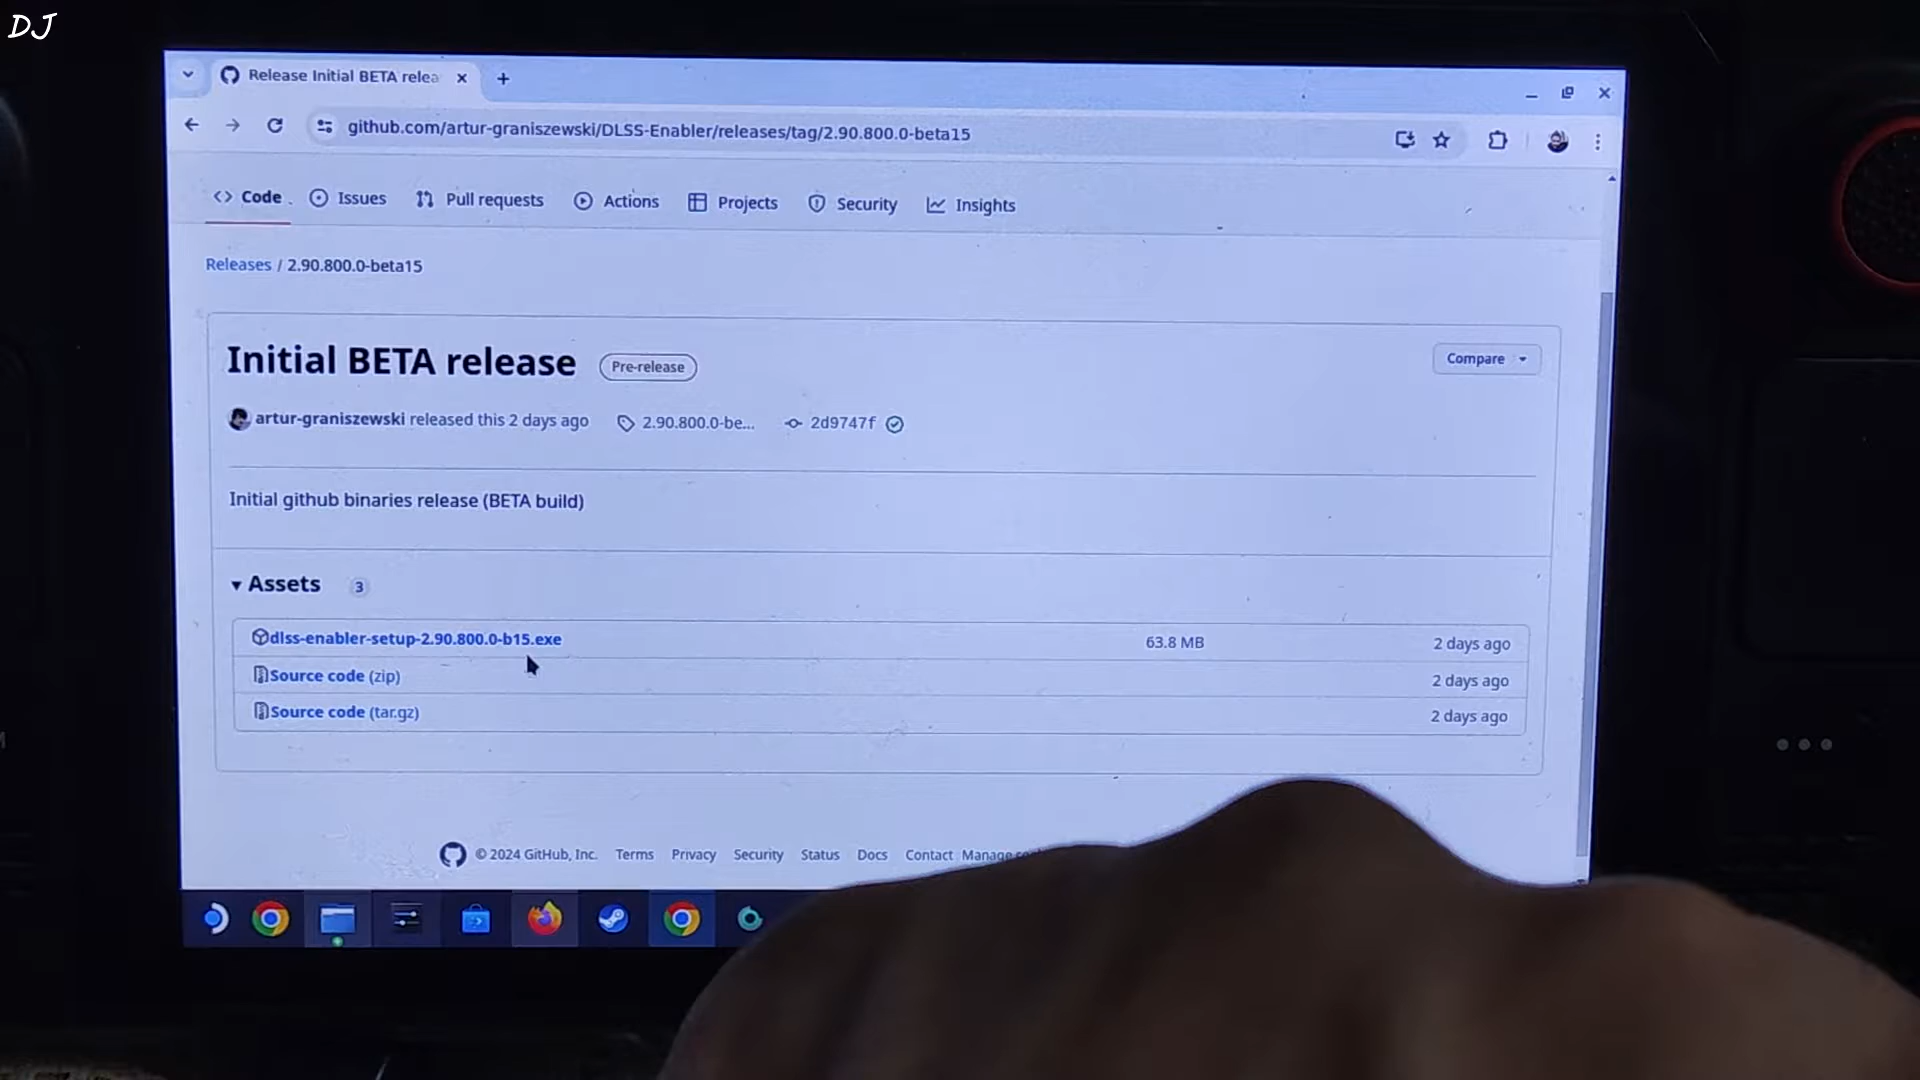 DJ
Release Initial BETA relea
github.com/artur-graniszewski/DLSS-Enabler/releases/tag/2.90.800.0-beta15
Code Issues Pull requests Actions Projects Security Insights
Releases / 2.90.800.0-beta15
Initial BETA release Pre-release Compare
artur-graniszewski released this 2 days ago 2.90.800.0-be... 2d9747f
Initial github binaries release (BETA build)
Assets 3
dlss-enabler-setup-2.90.800.0-b15.exe 63.8 MB 2 days ago
Source code (zip) 2 days ago
Source code (tar.gz) 2 days ago
© 2024 GitHub, Inc. Terms Privacy Security Status Docs Contact Manage